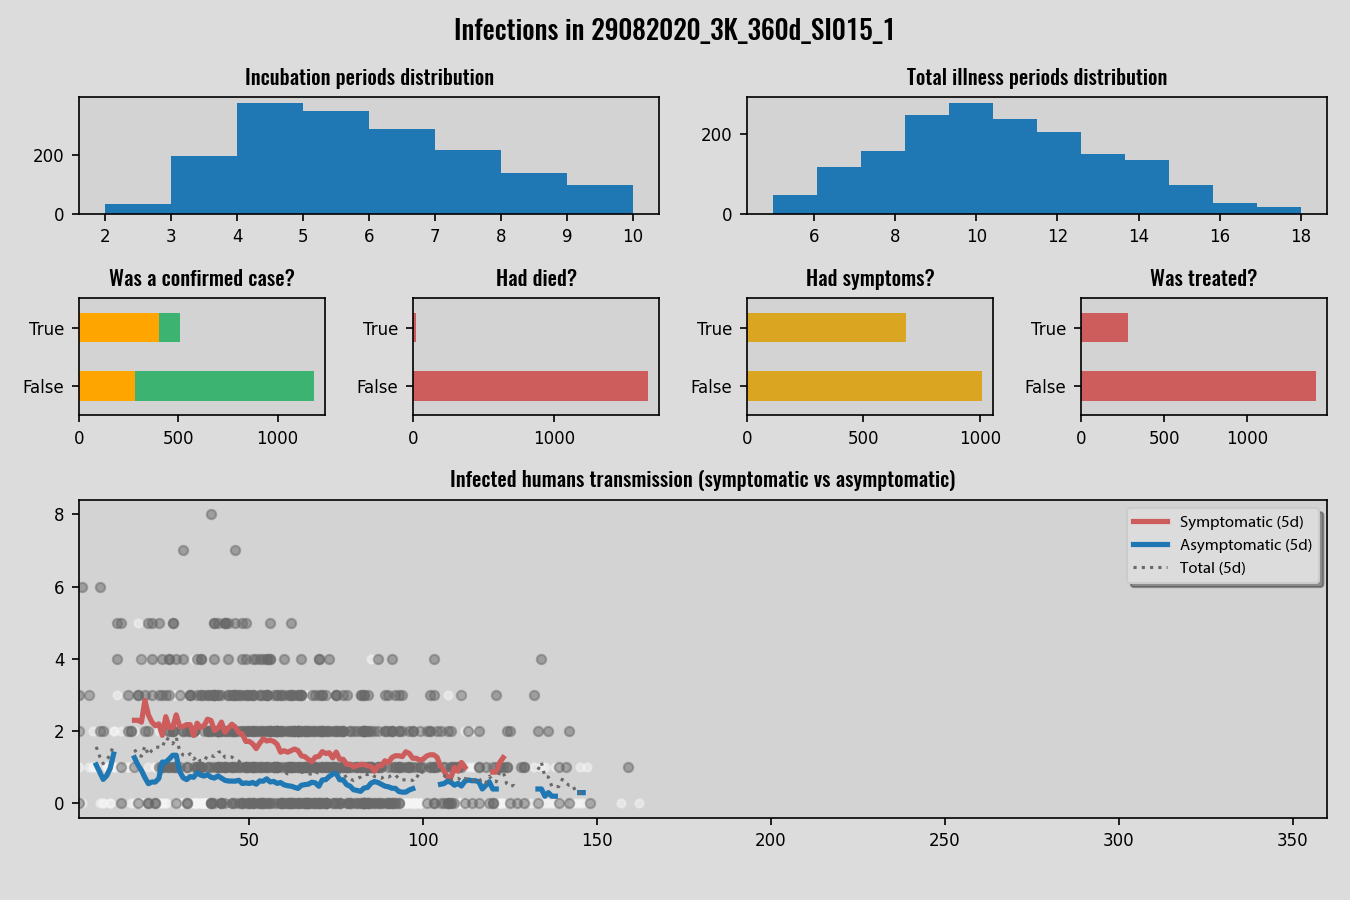 Infections in 29082020_3K_360d_SI015_1
Incubation periods distribution
200
0
2 3 4 5 6 7 8 9 10
Total illness periods distribution
200
0
6 8 10 12 14 16 18
Was a confirmed case?
True
False
0 500 1000
Had died?
True
False
0 1000
Had symptoms?
True
False
0 500 1000
Was treated?
True
False
0 500 1000
Infected humans transmission (symptomatic vs asymptomatic)
8
6
4
2
0
50 100 150 200 250 300 350
Symptomatic (5d)
Asymptomatic (5d)
Total (5d)